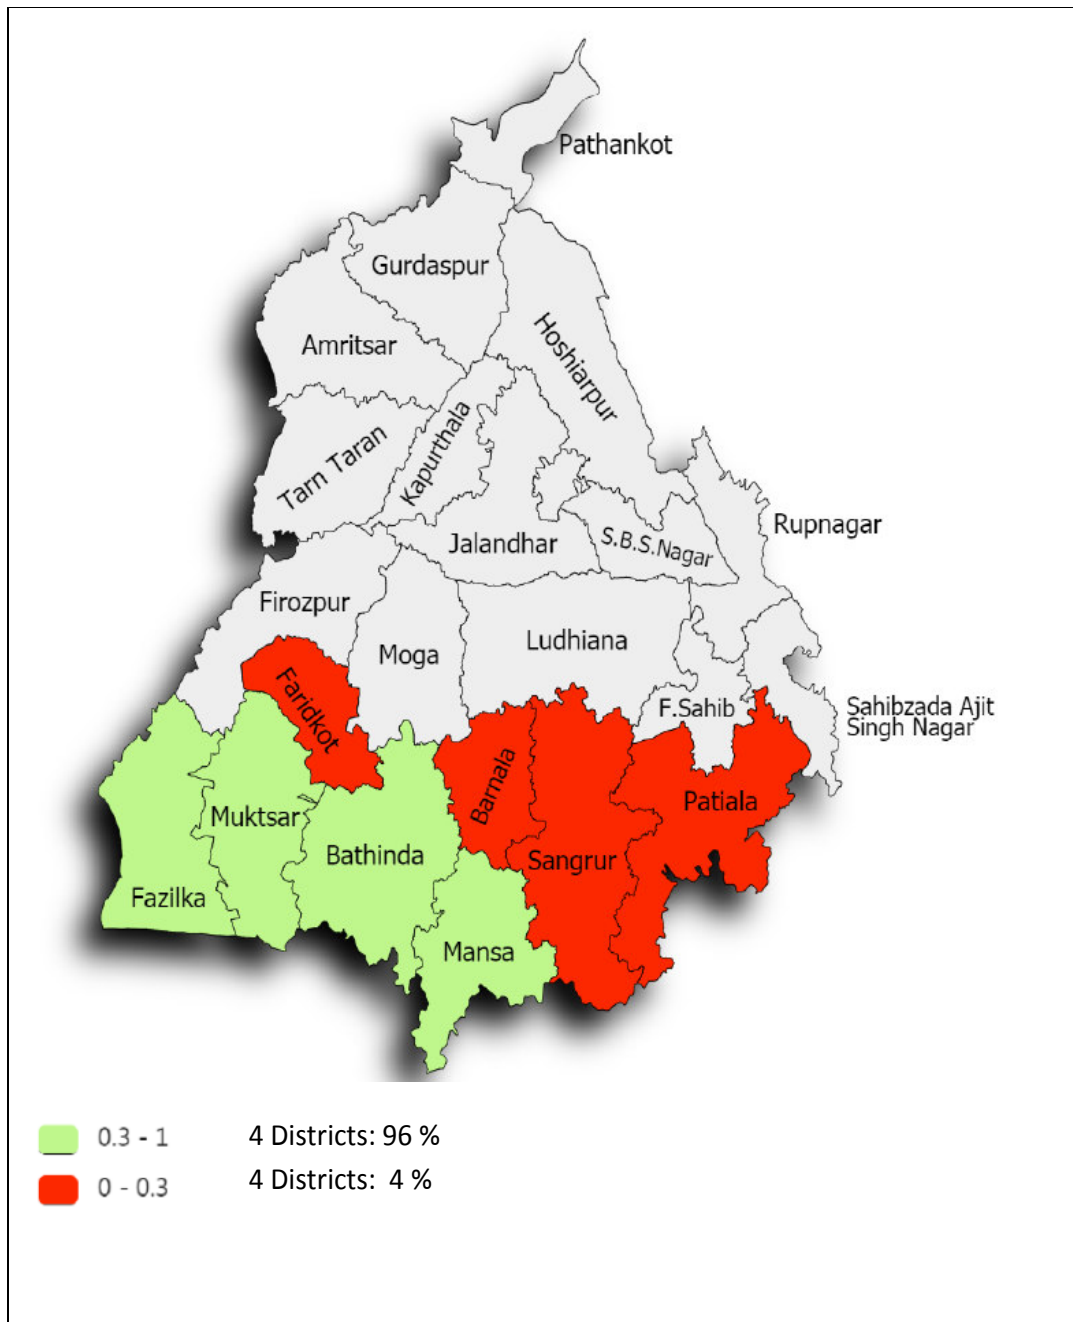 Pathankot
Gurdaspur
Hoshiarpur
Amritsar
Kapurthala
Tarn Taran
Rupnagar
Jalandhar
S.B.S.Nagar
Firozpur
Ludhiana
Moga
Faridkot
F.Sahib
Sahibzada Ajit
Singh Nagar
Barnala
Patiala
Muktsar
Bathinda
Sangrur
Fazilka
Mansa
0.3 - 1 4 Districts: 96 %
0 - 0.3 4 Districts: 4 %